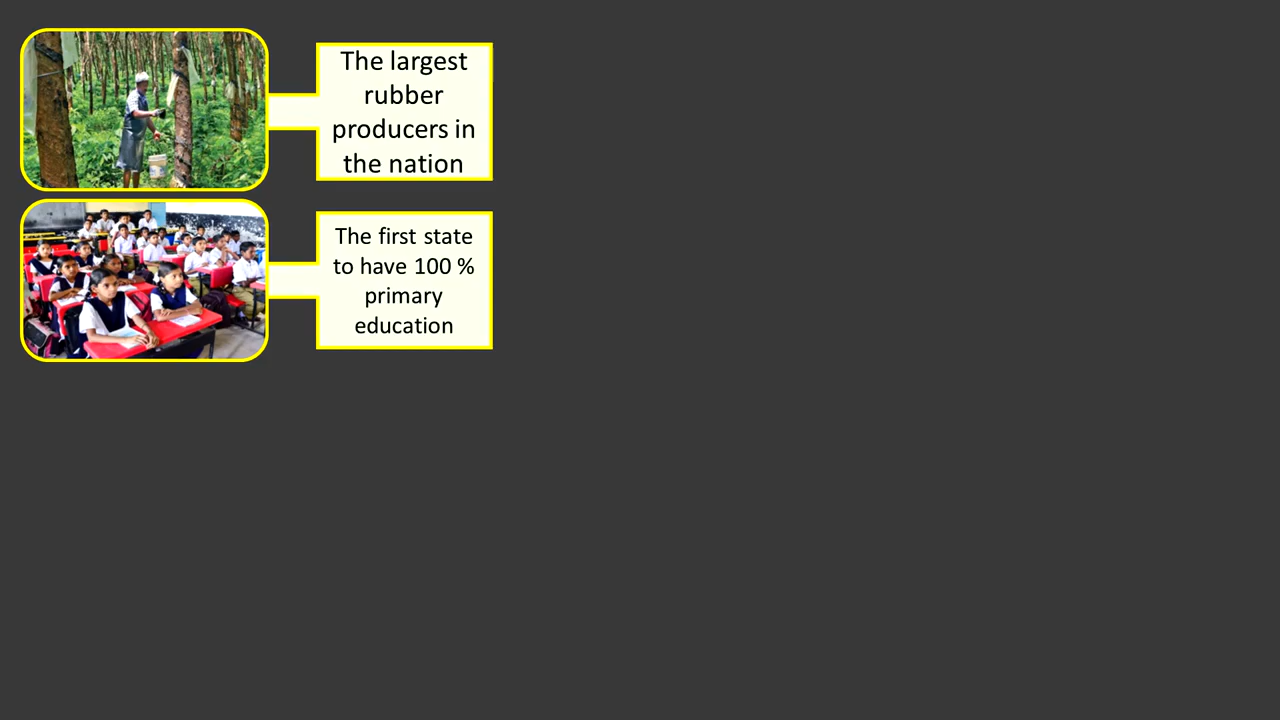 The largest
rubber
producers in
the nation
The first state
to have 100 %
primary
education